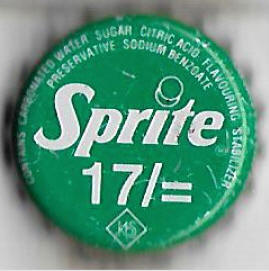 CONTAINS CARBONATED WATER SUGAR CITRIC ACID FLAVOURING STABILIZER
PRESERVATIVE SODIUM BENZOATE
Sprite
17/=